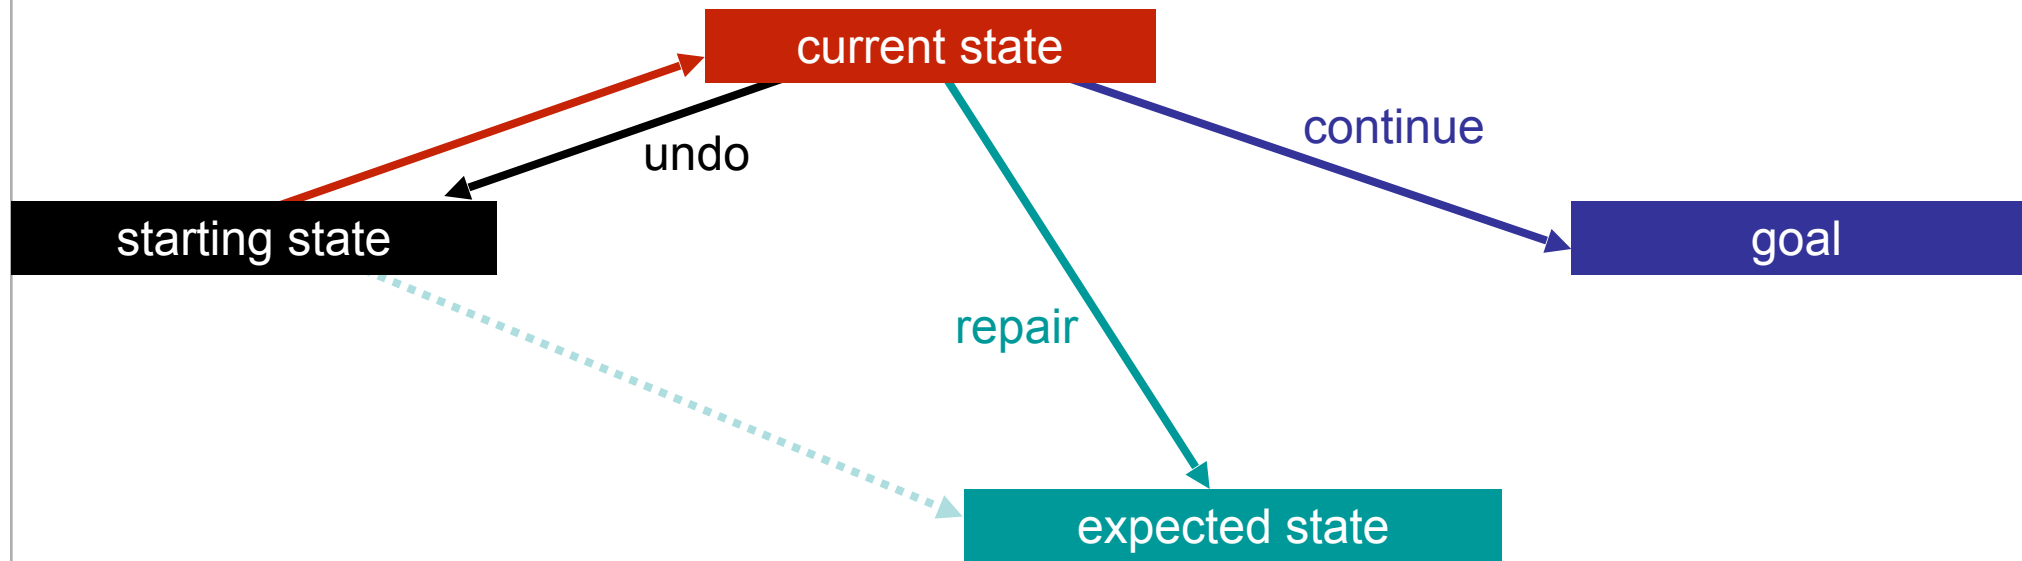 current state
continue
undo
starting state
goal
repair
expected state